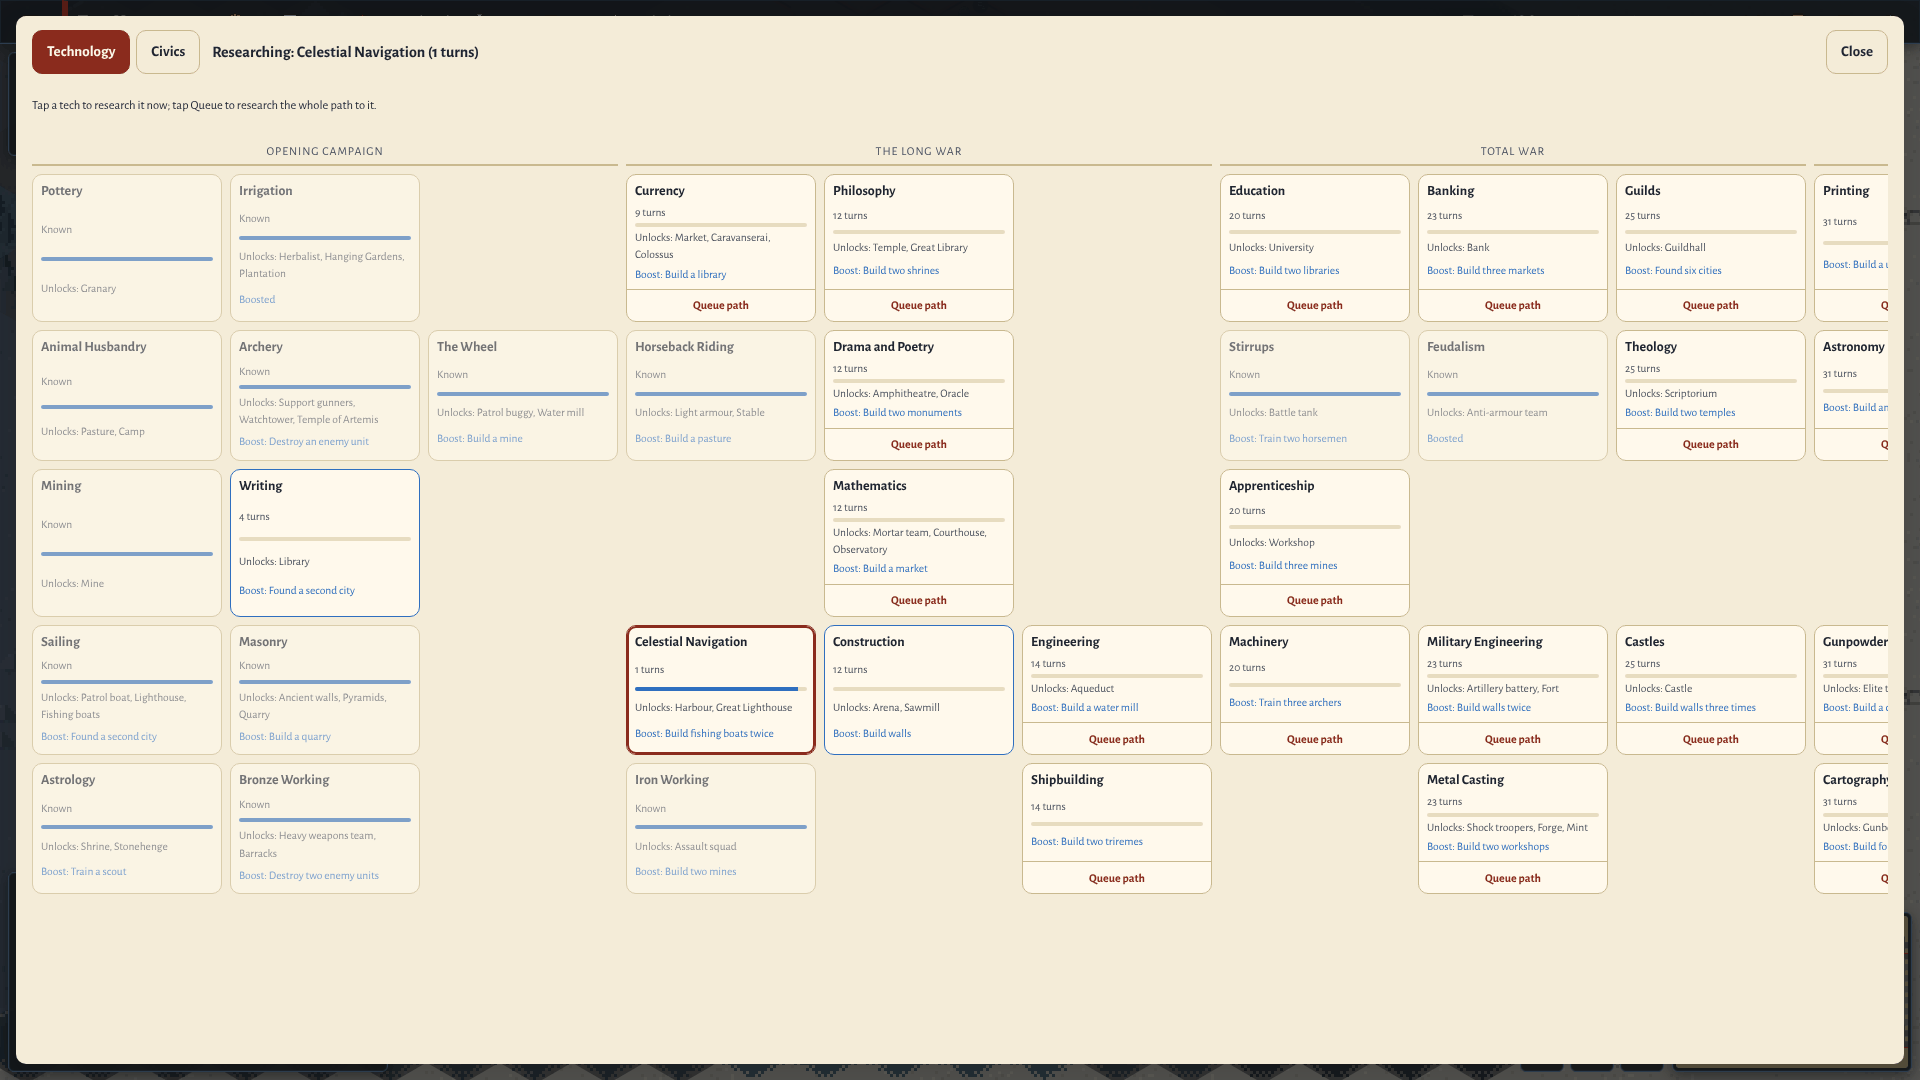 Technology
Civics
Researching: Celestial Navigation (1 turns)
Close
Tap a tech to research it now; tap Queue to research the whole path to it.
OPENING CAMPAIGN
THE LONG WAR
TOTAL WAR
Pottery
Known
Unlocks: Granary
Irrigation
Known
Unlocks: Herbalist, Hanging Gardens,
Plantation
Boosted
Currency
9 turns
Unlocks: Market, Caravanserai,
Colossus
Boost: Build a library
Queue path
Philosophy
12 turns
Unlocks: Temple, Great Library
Boost: Build two shrines
Queue path
Education
20 turns
Unlocks: University
Boost: Build two libraries
Queue path
Banking
23 turns
Unlocks: Bank
Boost: Build three markets
Queue path
Guilds
25 turns
Unlocks: Guildhall
Boost: Found six cities
Queue path
Printing
31 turns
Boost: Build a
Animal Husbandry
Known
Unlocks: Pasture, Camp
Archery
Known
Unlocks: Support gunners,
Watchtower, Temple of Artemis
Boost: Destroy an enemy unit
The Wheel
Known
Unlocks: Patrol buggy, Water mill
Boost: Build a mine
Horseback Riding
Known
Unlocks: Light armour, Stable
Boost: Build a pasture
Drama and Poetry
12 turns
Unlocks: Amphitheatre, Oracle
Boost: Build two monuments
Queue path
Stirrups
Known
Unlocks: Battle tank
Boost: Train two horsemen
Feudalism
Known
Unlocks: Anti-armour team
Boosted
Theology
25 turns
Unlocks: Scriptorium
Boost: Build two temples
Queue path
Astronomy
31 turns
Boost: Build an
Mining
Known
Unlocks: Mine
Writing
4 turns
Unlocks: Library
Boost: Found a second city
Mathematics
12 turns
Unlocks: Mortar team, Courthouse,
Observatory
Boost: Build a market
Queue path
Apprenticeship
20 turns
Unlocks: Workshop
Boost: Build three mines
Queue path
Sailing
Known
Unlocks: Patrol boat, Lighthouse,
Fishing boats
Boost: Found a second city
Masonry
Known
Unlocks: Ancient walls, Pyramids,
Quarry
Boost: Build a quarry
Celestial Navigation
1 turns
Unlocks: Harbour, Great Lighthouse
Boost: Build fishing boats twice
Construction
12 turns
Unlocks: Arena, Sawmill
Boost: Build walls
Engineering
14 turns
Unlocks: Aqueduct
Boost: Build a water mill
Queue path
Machinery
20 turns
Boost: Train three archers
Queue path
Military Engineering
23 turns
Unlocks: Artillery battery, Fort
Boost: Build walls twice
Queue path
Castles
25 turns
Unlocks: Castle
Boost: Build walls three times
Queue path
Gunpowder
31 turns
Unlocks: Elite
Boost: Build a
Astrology
Known
Unlocks: Shrine, Stonehenge
Boost: Train a scout
Bronze Working
Known
Unlocks: Heavy weapons team,
Barracks
Boost: Destroy two enemy units
Iron Working
Known
Unlocks: Assault squad
Boost: Build two mines
Shipbuilding
14 turns
Boost: Build two triremes
Queue path
Metal Casting
23 turns
Unlocks: Shock troopers, Forge, Mint
Boost: Build two workshops
Queue path
Cartography
31 turns
Unlocks:
Boost: Build